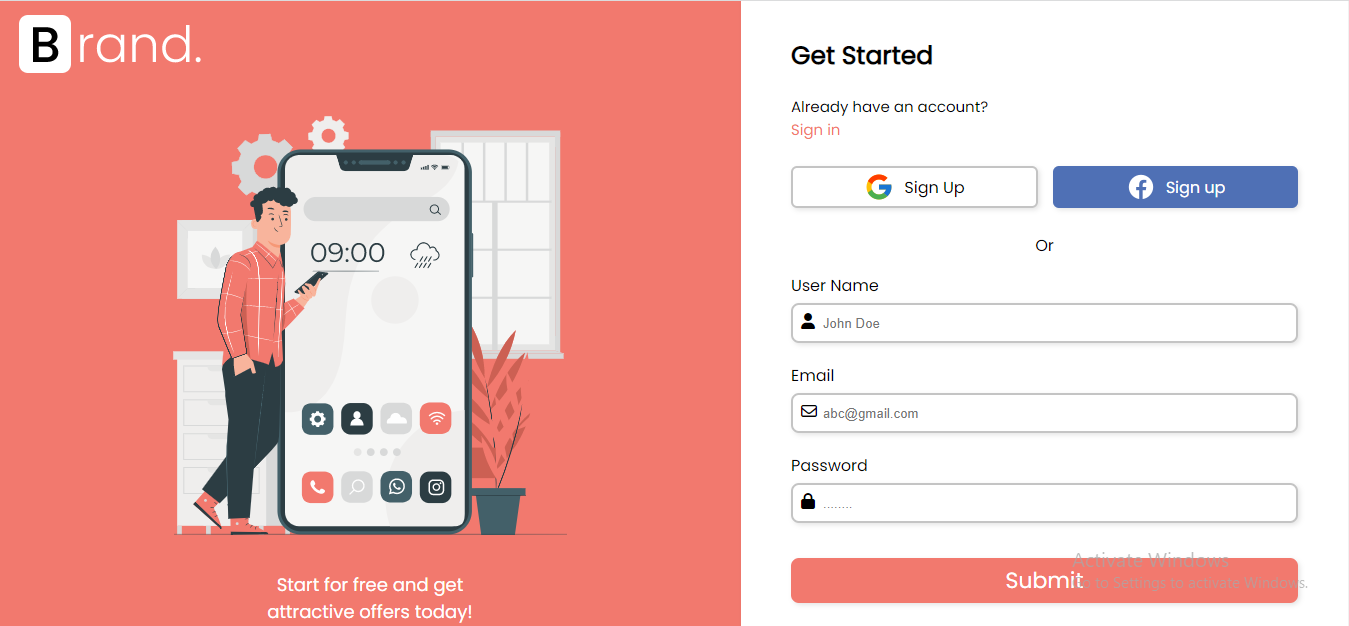 Brand.
09:00
Start for free and get
attractive offers today!
Get Started
Already have an account?
Sign in
Sign Up
Sign up
Or
User Name
John Doe
Email
abc@gmail.com
Password
........
Submit
Activate Windows
Go to Settings to activate Windows.